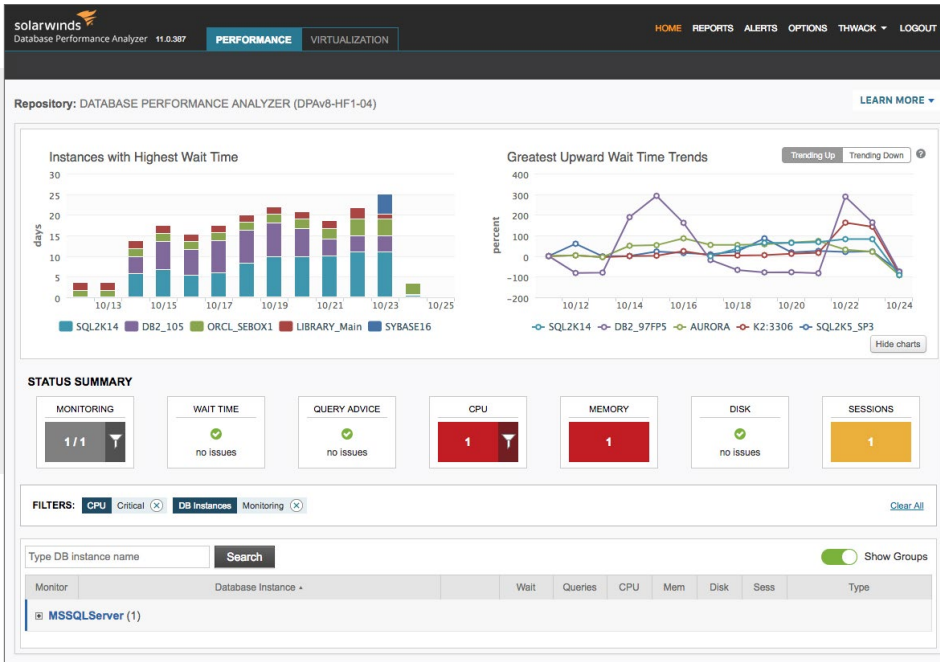 solarwinds
Database Performance Analyzer 11.0.387
PERFORMANCE VIRTUALIZATION
HOME REPORTS ALERTS OPTIONS THWACK LOGOUT
Repository: DATABASE PERFORMANCE ANALYZER (DPAv8-HF1-04)
LEARN MORE
Instances with Highest Wait Time
30
25
20
15
10
5
0
days
10/13 10/15 10/17 10/19 10/21 10/23 10/25
SQL2K14 DB2_105 ORCL_SEBOX1 LIBRARY_Main SYBASE16
Greatest Upward Wait Time Trends
Trending Up Trending Down ?
400
300
200
100
0
−100
−200
percent
10/12 10/14 10/16 10/18 10/20 10/22 10/24
SQL2K14 DB2_97FP5 AURORA K2:3306 SQL2K5_SP3
Hide charts
STATUS SUMMARY
MONITORING WAIT TIME QUERY ADVICE CPU MEMORY DISK SESSIONS
1/1 no issues no issues 1 1 no issues 1
FILTERS: CPU Critical DB Instances Monitoring Clear All
Type DB instance name Search Show Groups
Monitor Database Instance Wait Queries CPU Mem Disk Sess Type
MSSQLServer (1)